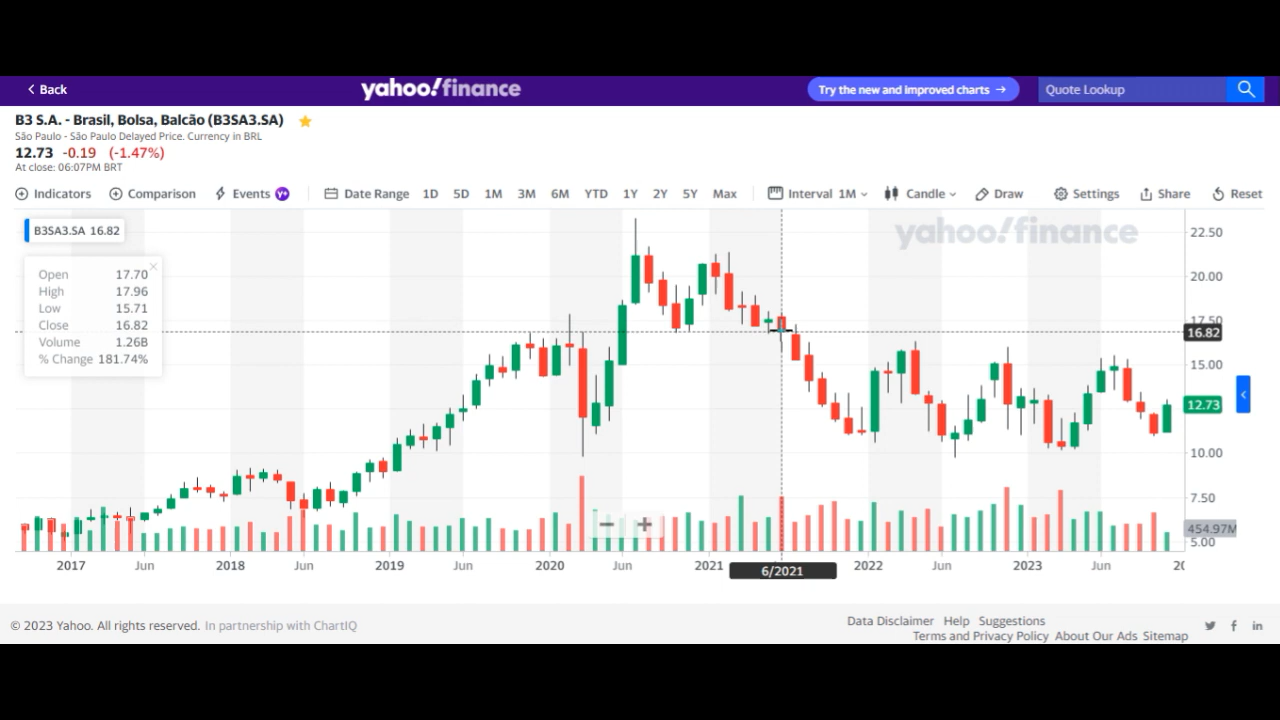 < Back
yahoo!finance
Try the new and improved charts →
Quote Lookup
B3 S.A. - Brasil, Bolsa, Balcão (B3SA3.SA)
São Paulo - São Paulo Delayed Price. Currency in BRL
12.73 -0.19 (-1.47%)
At close: 06:07PM BRT
Indicators Comparison Events Y+ Date Range 1D 5D 1M 3M 6M YTD 1Y 2Y 5Y Max Interval 1M Candle Draw Settings Share Reset
B3SA3.SA 16.82
yahoo!finance
Open 17.70
High 17.96
Low 15.71
Close 16.82
Volume 1.26B
% Change 181.74%
22.50
20.00
17.50
16.82
15.00
12.73
10.00
7.50
454.97M
5.00
2017 Jun 2018 Jun 2019 Jun 2020 Jun 2021 6/2021 2022 Jun 2023 Jun
© 2023 Yahoo. All rights reserved. In partnership with ChartIQ
Data Disclaimer Help Suggestions
Terms and Privacy Policy About Our Ads Sitemap